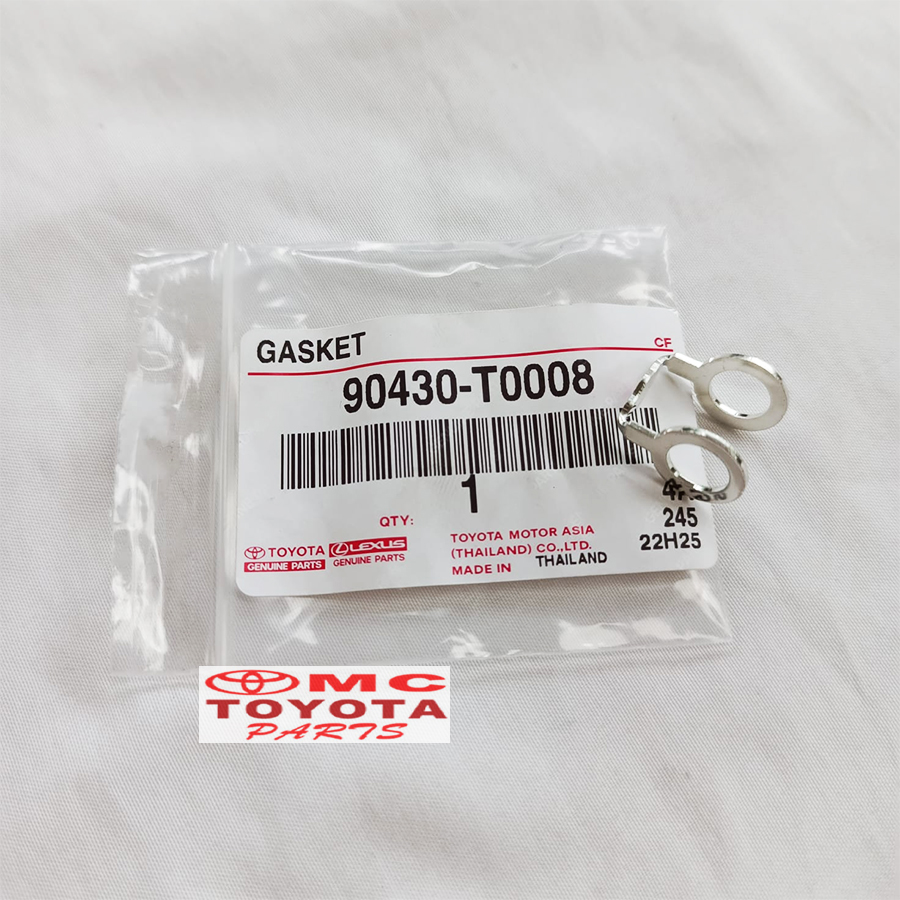 GASKET
CF
90430-T0008
1
QTY:
245
22H25
TOYOTA
GENUINE PARTS
LEXUS
GENUINE PARTS
TOYOTA MOTOR ASIA
(THAILAND) CO.,LTD.
MADE IN THAILAND
MC
TOYOTA
PARTS